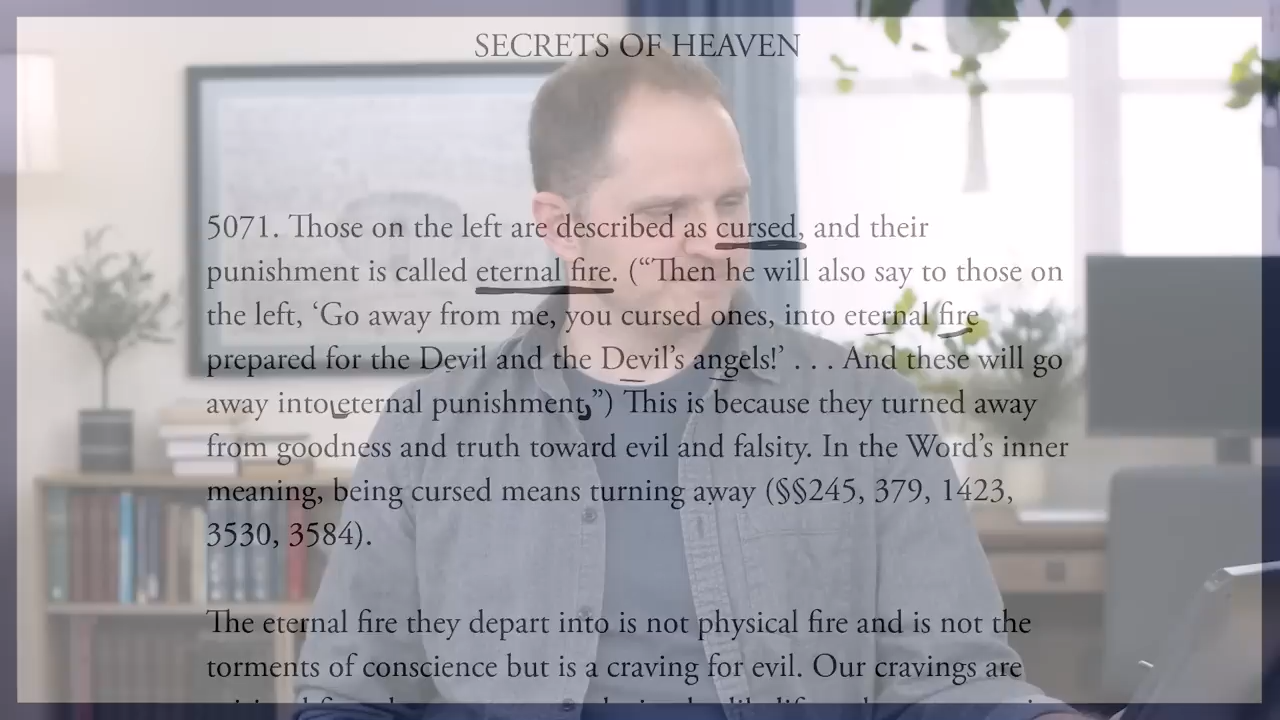 SECRETS OF HEAVEN
5071. Those on the left are described as cursed, and their
punishment is called eternal fire. (“Then he will also say to those on
the left, ‘Go away from me, you cursed ones, into eternal fire
prepared for the Devil and the Devil’s angels!’ . . . And these will go
away into eternal punishment,”) This is because they turned away
from goodness and truth toward evil and falsity. In the Word’s inner
meaning, being cursed means turning away (§§245, 379, 1423,
3530, 3584).
The eternal fire they depart into is not physical fire and is not the
torments of conscience but is a craving for evil. Our cravings are